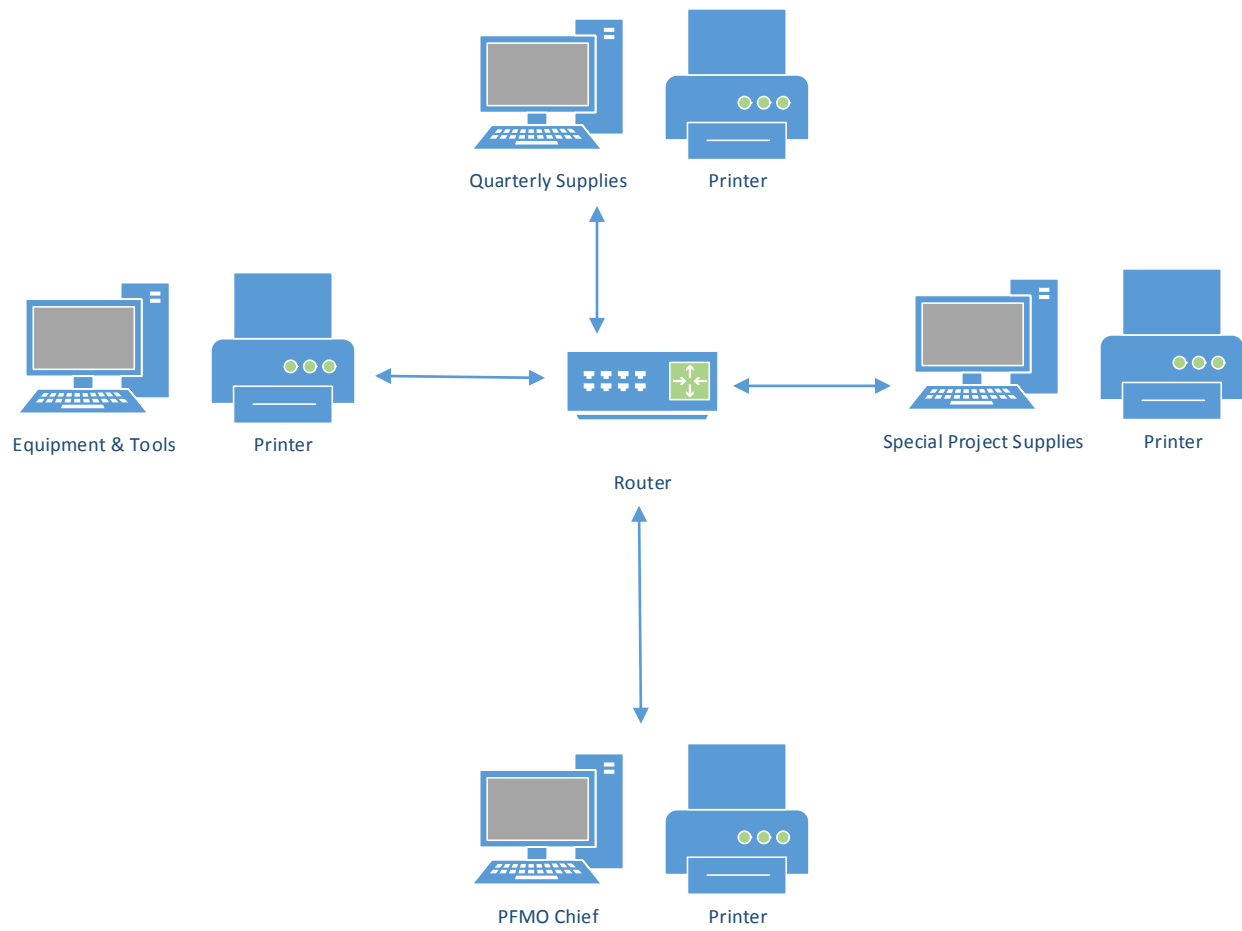 Quarterly Supplies
Printer
Equipment & Tools
Printer
Special Project Supplies
Printer
Router
PFMO Chief
Printer